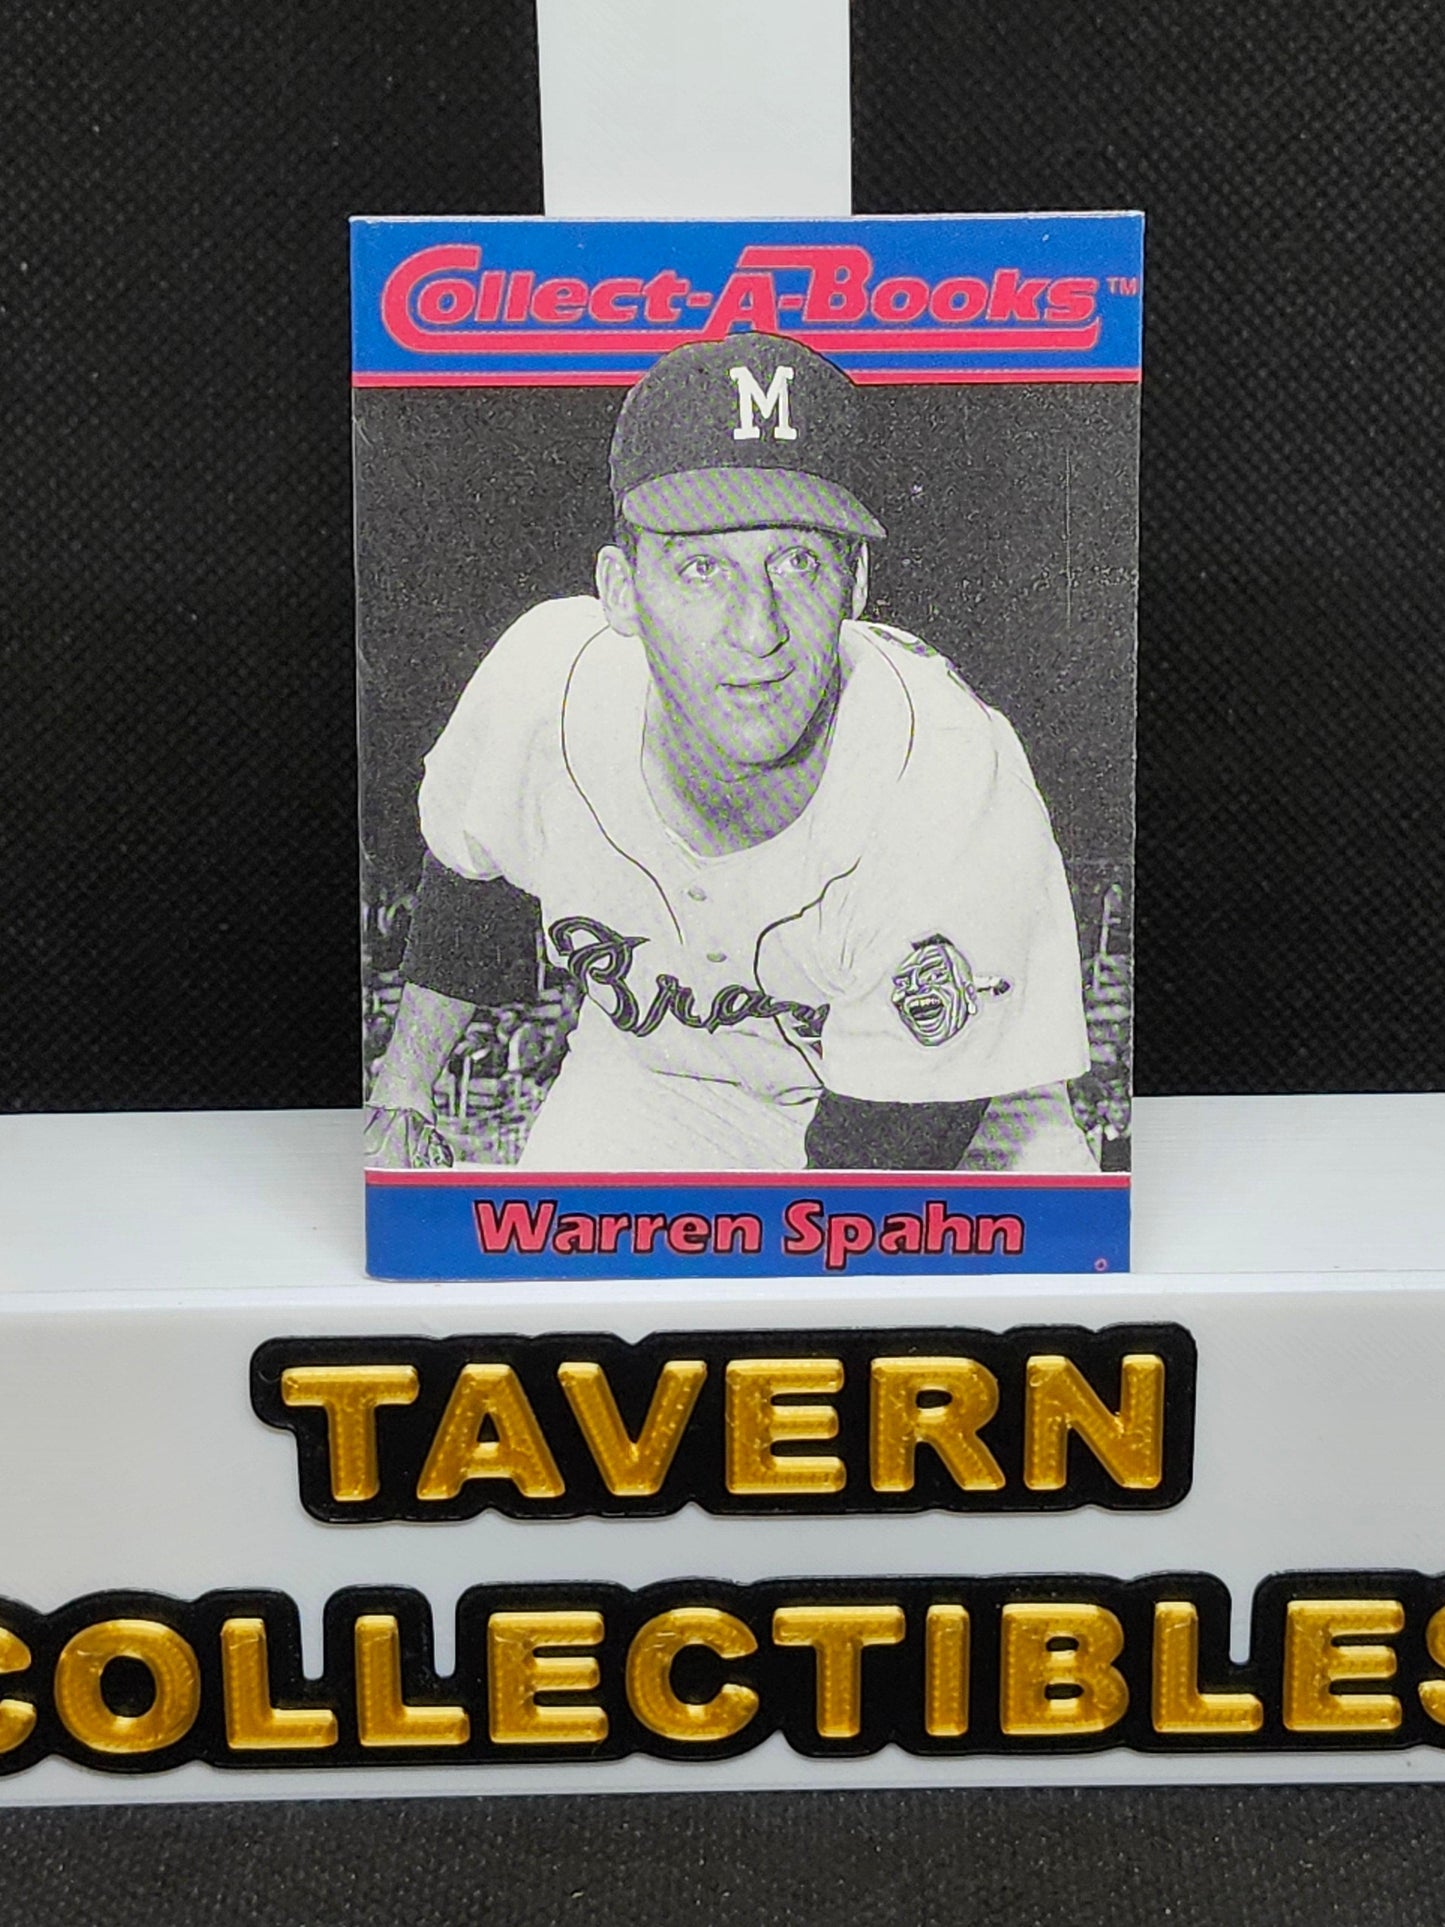 Collect-A-Books™
M
Braves
Warren Spahn
TAVERN
COLLECTIBLES